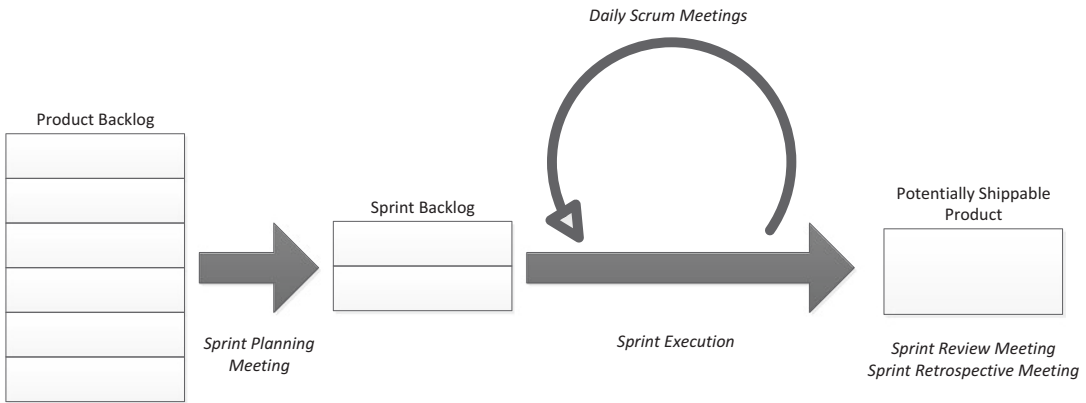 Daily Scrum Meetings
Product Backlog
Sprint Backlog
Potentially Shippable
Product
Sprint Planning
Meeting
Sprint Execution
Sprint Review Meeting
Sprint Retrospective Meeting